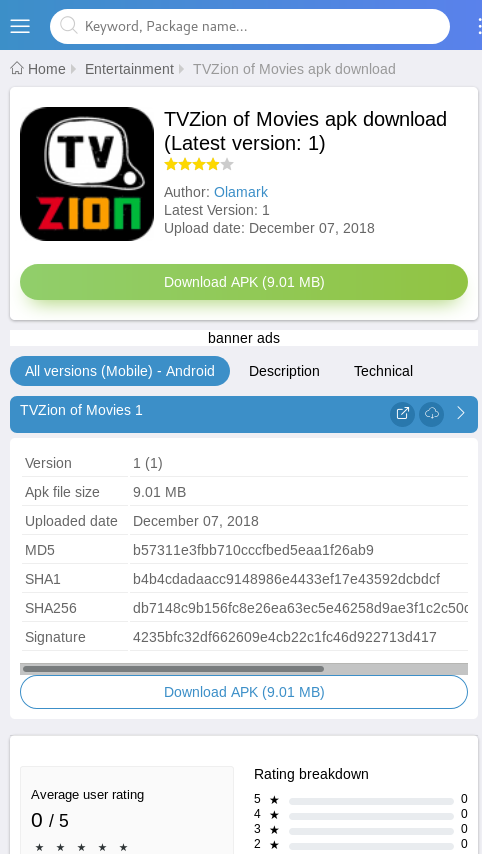 Keyword, Package name...
Home Entertainment TVZion of Movies apk download
TV
ZION
TVZion of Movies apk download
(Latest version: 1)
Author: Olamark
Latest Version: 1
Upload date: December 07, 2018
Download APK (9.01 MB)
banner ads
All versions (Mobile) - Android Description Technical
TVZion of Movies 1
Version 1 (1)
Apk file size 9.01 MB
Uploaded date December 07, 2018
MD5 b57311e3fbb710cccfbed5eaa1f26ab9
SHA1 b4b4cdadaacc9148986e4433ef17e43592dcbdcf
SHA256 db7148c9b156fc8e26ea63ec5e46258d9ae3f1c2c50c
Signature 4235bfc32df662609e4cb22c1fc46d922713d417
Download APK (9.01 MB)
Average user rating
0 / 5
Rating breakdown
5 ★ 0
4 ★ 0
3 ★ 0
2 ★ 0